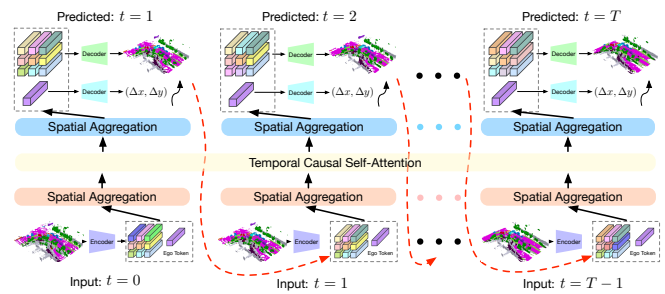 Predicted: t = 1
Predicted: t = 2
Predicted: t = T
Decoder
Decoder
Decoder
Decoder
(Δx, Δy)
Decoder
(Δx, Δy)
Decoder
(Δx, Δy)
Spatial Aggregation
Spatial Aggregation
Spatial Aggregation
Temporal Causal Self-Attention
Spatial Aggregation
Spatial Aggregation
Spatial Aggregation
Encoder
Ego Token
Encoder
Ego Token
Encoder
Ego Token
Input: t=0
Input: t = 1
Input: t = T − 1